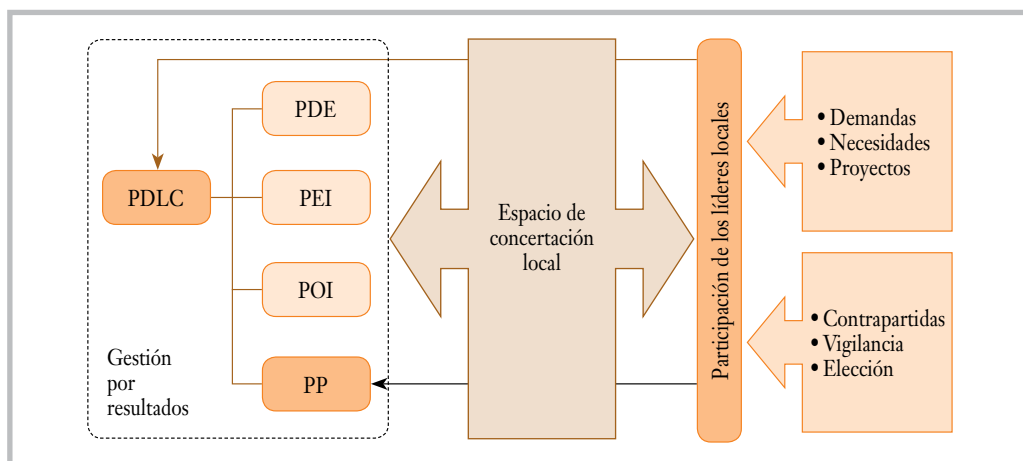 PDLC
PDE
PEI
POI
PP
Gestión
por
resultados
Espacio de
concertación
local
Participación de los líderes locales
• Demandas
• Necesidades
• Proyectos
• Contrapartidas
• Vigilancia
• Elección